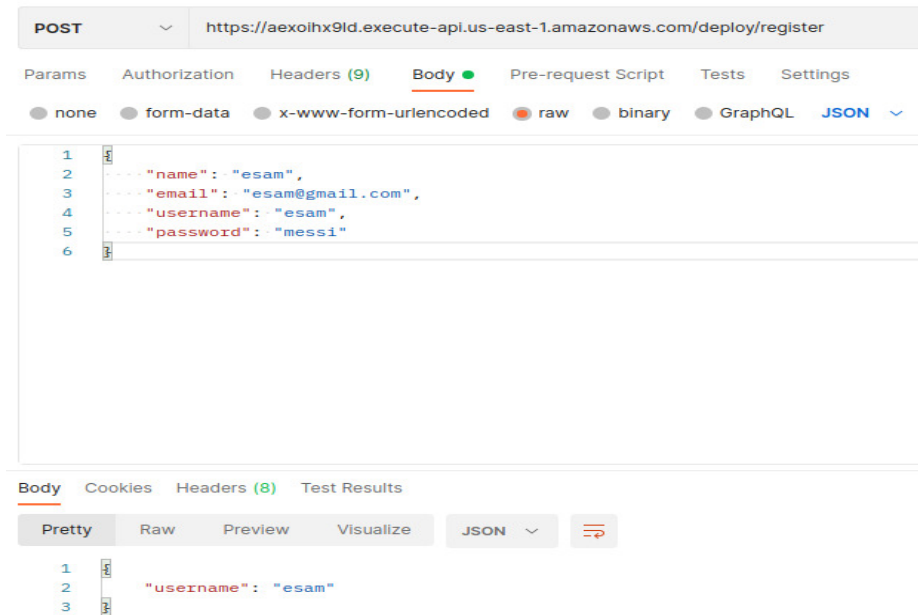 POST https://aexoihx9ld.execute-api.us-east-1.amazonaws.com/deploy/register
Params Authorization Headers (9) Body Pre-request Script Tests Settings
none form-data x-www-form-urlencoded raw binary GraphQL JSON
1 {
2 "name": "esam",
3 "email": "esam@gmail.com",
4 "username": "esam",
5 "password": "messi"
6 }
Body Cookies Headers (8) Test Results
Pretty Raw Preview Visualize JSON
1 {
2 "username": "esam"
3 }